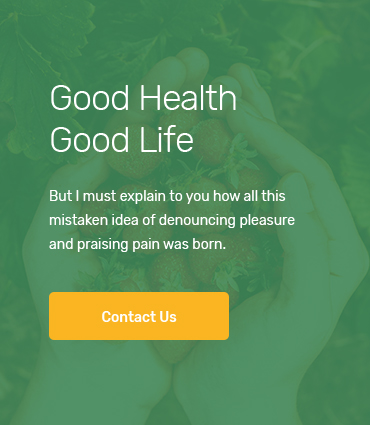 Good Health
Good Life
But I must explain to you how all this
mistaken idea of denouncing pleasure
and praising pain was born.
Contact Us